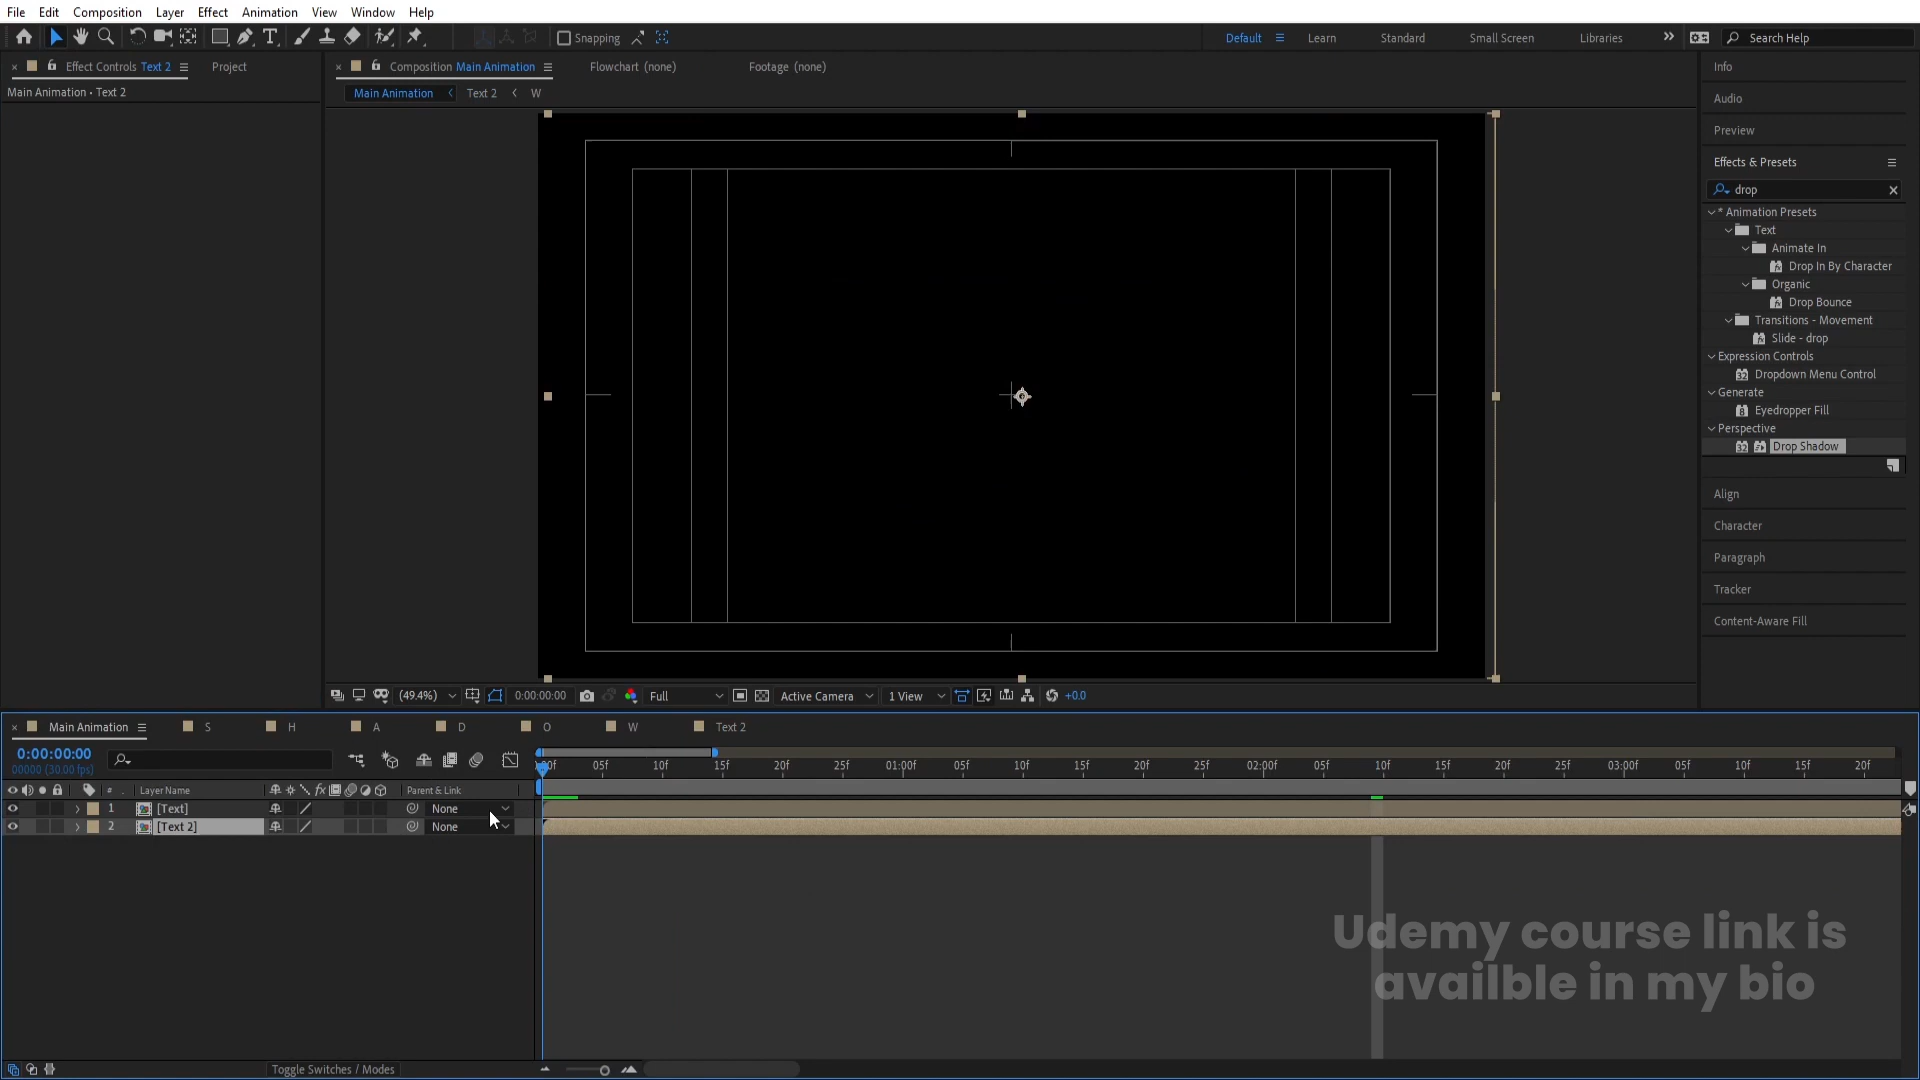 File Edit Composition Layer Effect Animation View Window Help
Snapping Default Learn Standard Small Screen Libraries Search Help
Effect Controls Text 2 Project
Main Animation • Text 2
Composition Main Animation Flowchart (none) Footage (none)
Main Animation Text 2 W
(49.4%) 0:00:00:00 Full Active Camera 1 View +0.0
Info
Audio
Preview
Effects & Presets
drop
* Animation Presets
Text
Animate In
Drop In By Character
Organic
Drop Bounce
Transitions - Movement
Slide - drop
Expression Controls
Dropdown Menu Control
Generate
Eyedropper Fill
Perspective
Drop Shadow
Align
Character
Paragraph
Tracker
Content-Aware Fill
Main Animation S H A D O W Text 2
0:00:00:00
00000 (30.00 fps)
05f 10f 15f 20f 25f 01:00f 05f 10f 15f 20f 25f 02:00f 05f 10f 15f 20f 25f 03:00f 05f 10f 15f 20f
# Layer Name Parent & Link
1 [Text] None
2 [Text 2] None
Udemy course link is
availble in my bio
Toggle Switches / Modes